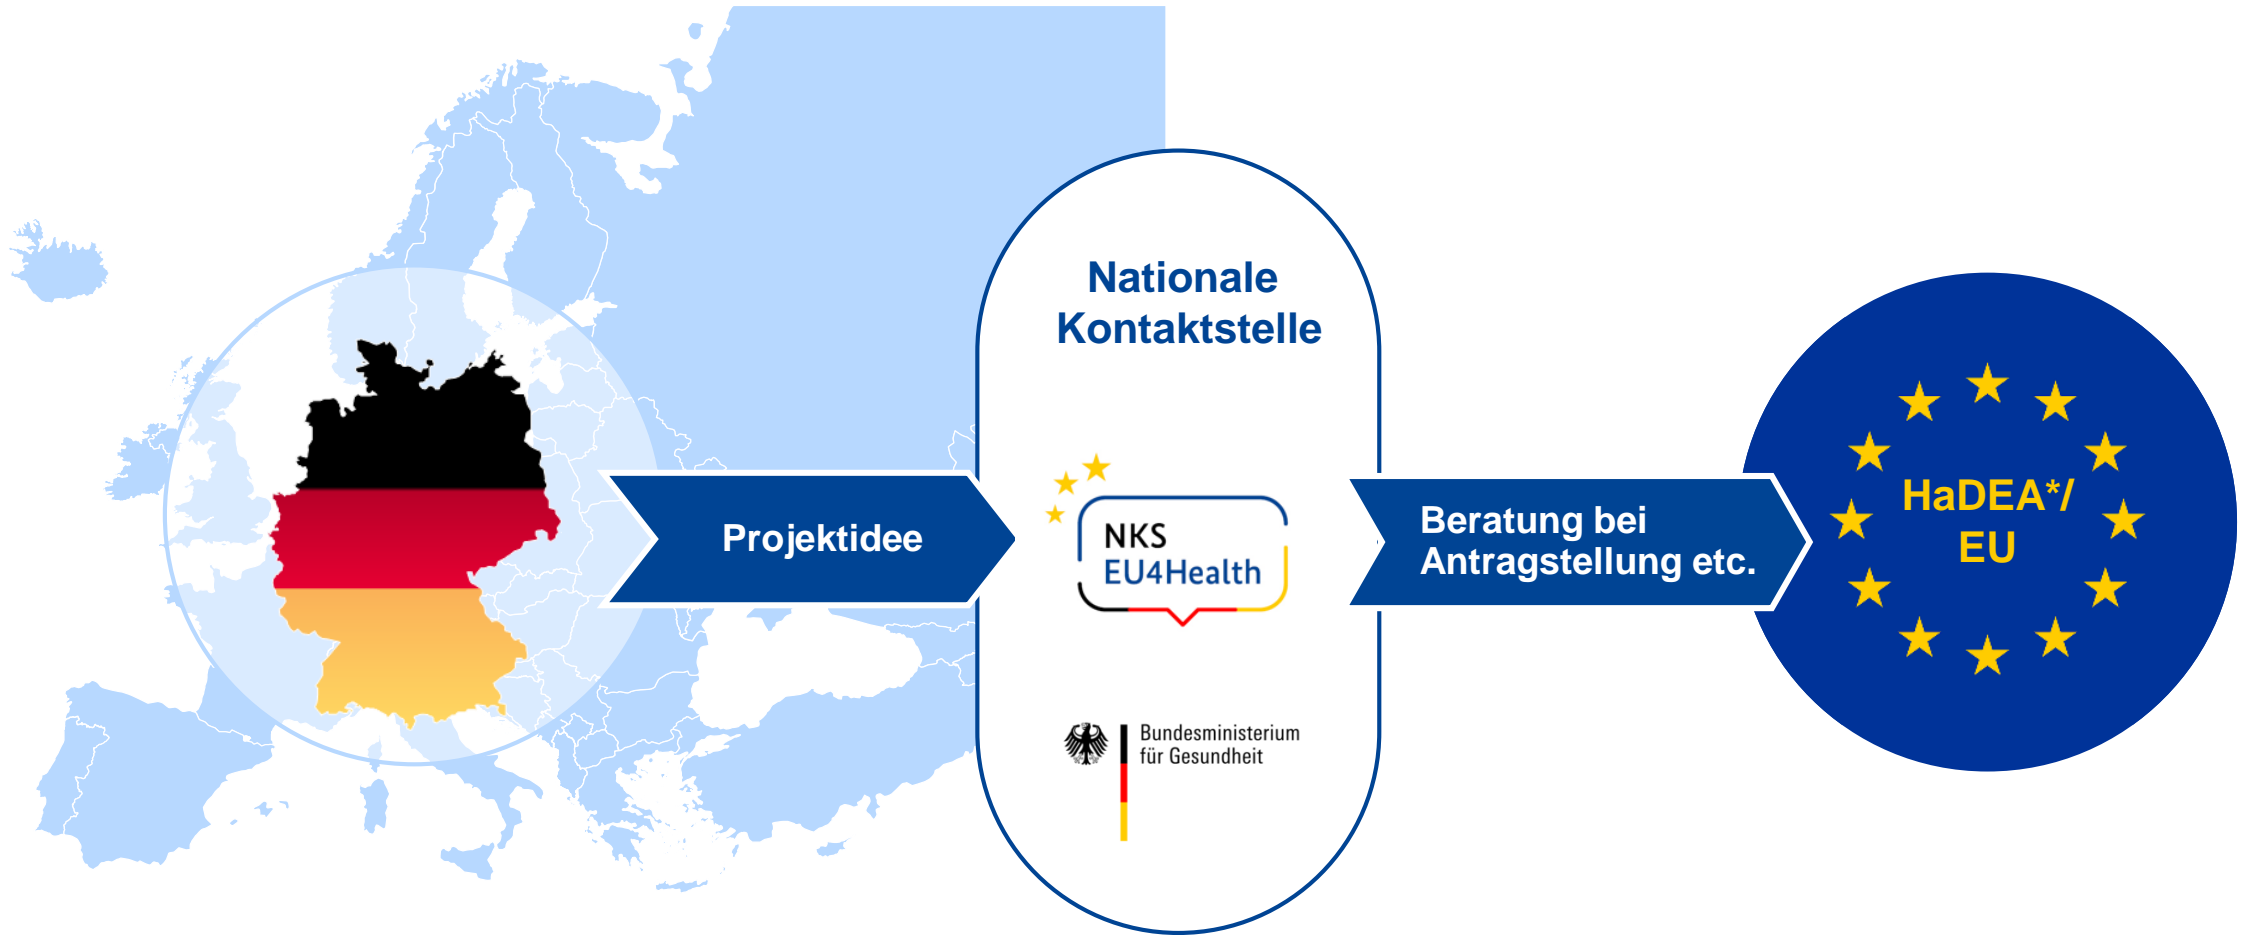 Nationale
Kontaktstelle
Projektidee
NKS
EU4Health
Bundesministerium
für Gesundheit
Beratung bei
Antragstellung etc.
HaDEA*/
EU